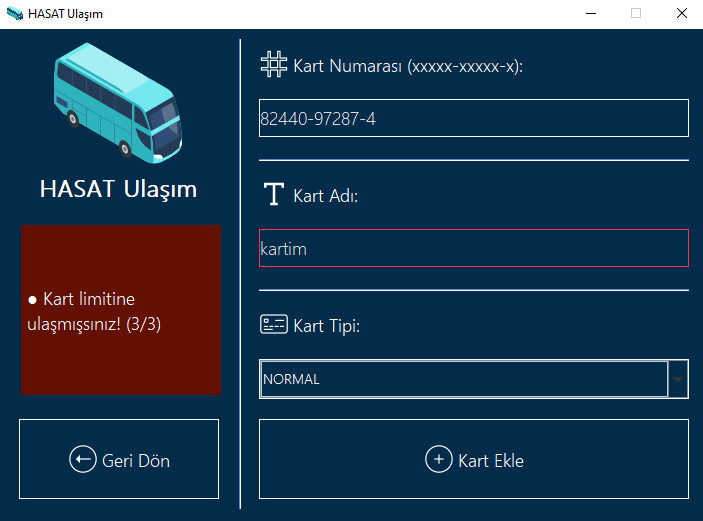 HASAT Ulaşım
HASAT Ulaşım
● Kart limitine
ulaşmışsınız! (3/3)
Geri Dön
Kart Numarası (xxxxx-xxxxx-x):
82440-97287-4
Kart Adı:
kartim
Kart Tipi:
NORMAL
Kart Ekle